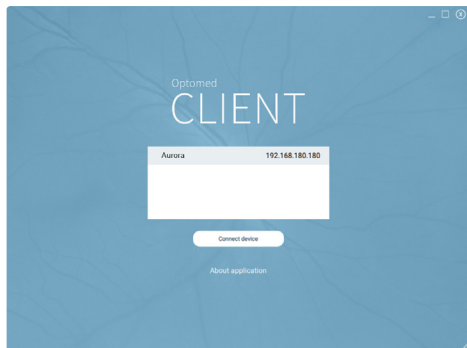 Optomed
CLIENT
Aurora 192.168.180.180
Connect device
About application